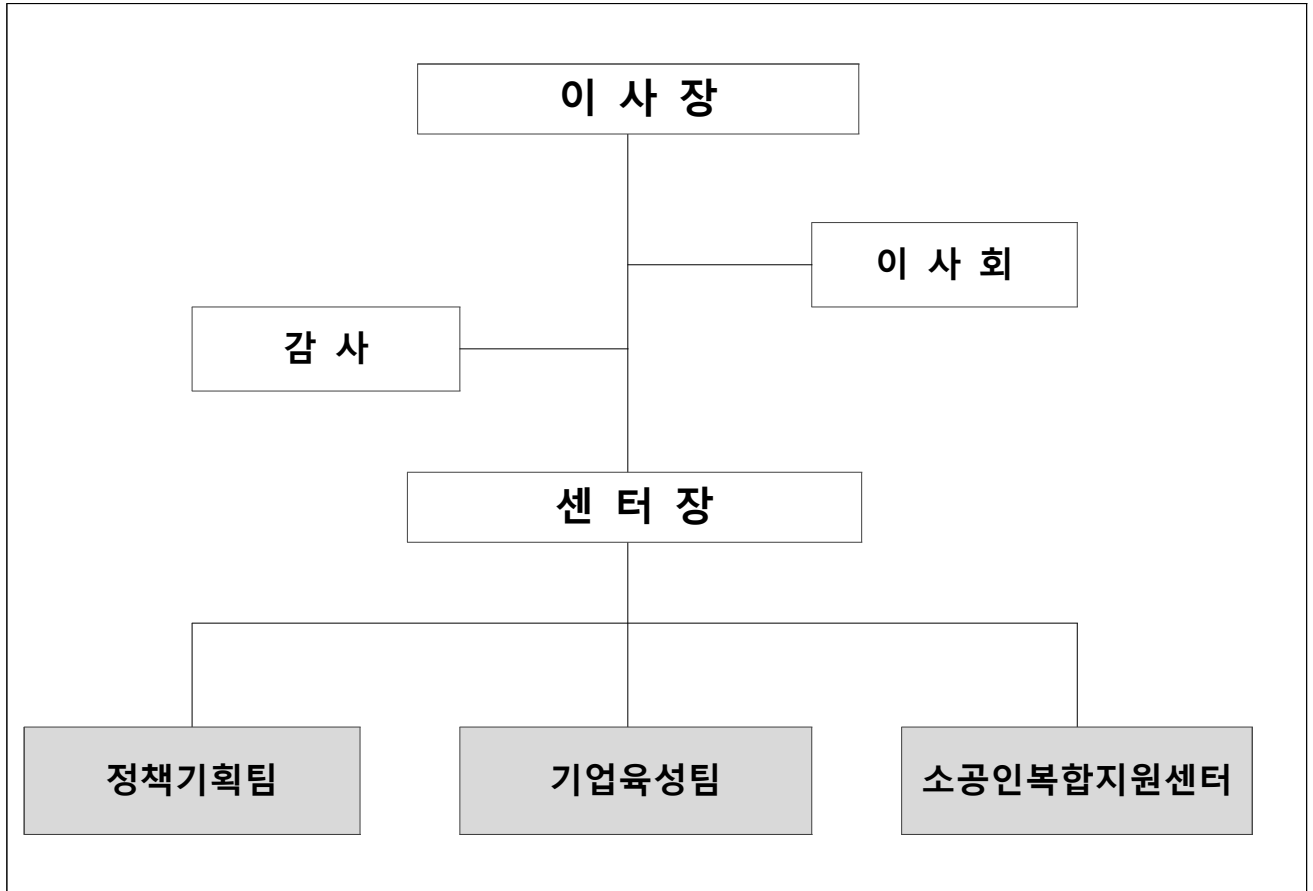 이 사 장
이 사 회
감 사
센 터 장
정책기획팀
기업육성팀
소공인복합지원센터